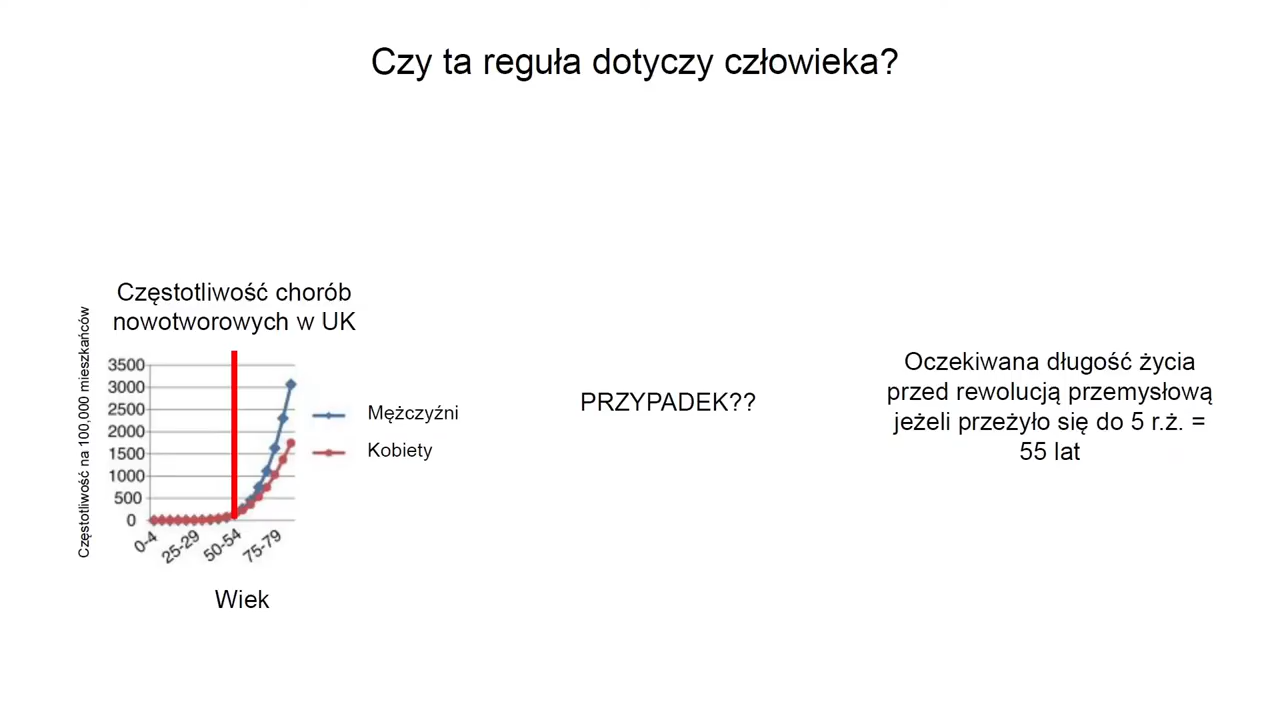 Czy ta reguła dotyczy człowieka?
Częstotliwość chorób
nowotworowych w UK
Częstotliwość na 100,000 mieszkańców
3500
3000
2500
2000
1500
1000
500
0
0-4
25-29
50-54
75-79
Wiek
Mężczyźni
Kobiety
PRZYPADEK??
Oczekiwana długość życia
przed rewolucją przemysłową
jeżeli przeżyło się do 5 r.ż. =
55 lat